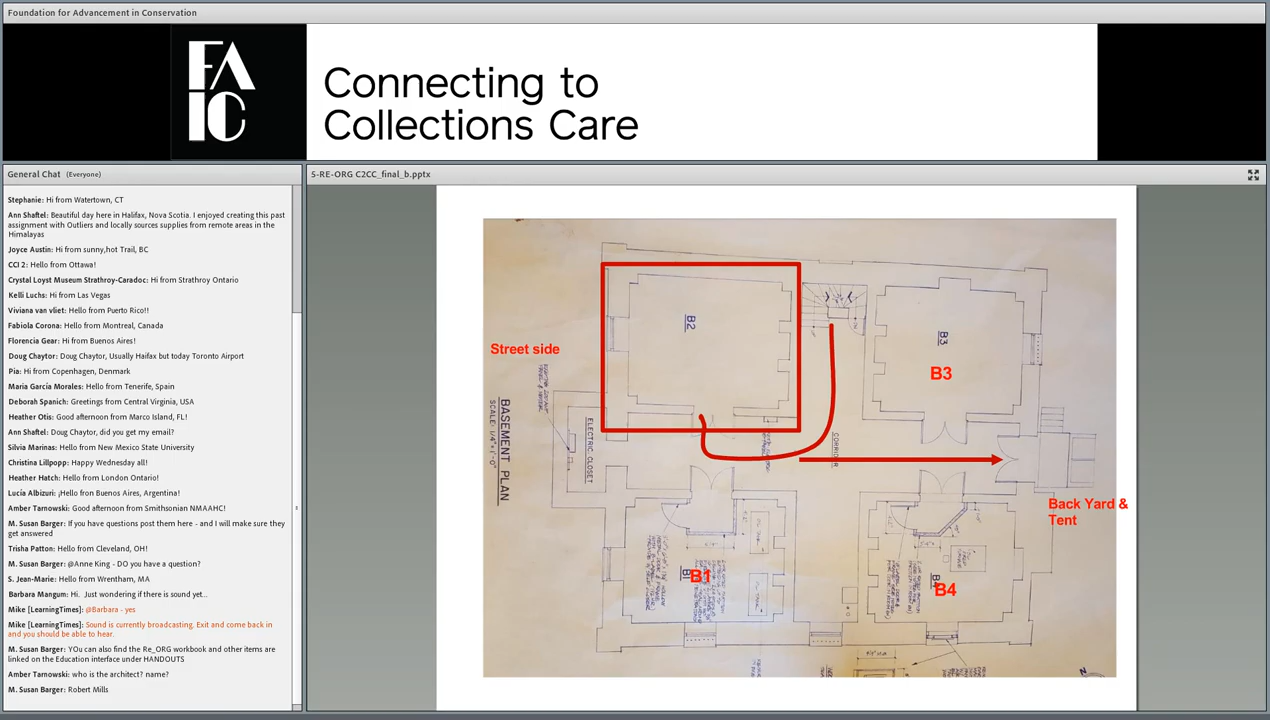 Foundation for Advancement in Conservation
FA
IC
Connecting to
Collections Care
General Chat (Everyone)
Stephanie: Hi from Watertown, CT
Ann Shaftel: Beautiful day here in Halifax, Nova Scotia. I enjoyed creating this past
assignment with Outliers and locally sources supplies from remote areas in the
Himalayas
Joyce Austin: Hi from sunny,hot Trail, BC
CCI 2: Hello from Ottawa!
Crystal Loyst Museum Strathroy-Caradoc: Hi from Strathroy Ontario
Kelli Luchs: Hi from Las Vegas
Viviana van vliet: Hello from Puerto Rico!!
Fabiola Corona: Hello from Montreal, Canada
Florencia Gear: Hi from Buenos Aires!
Doug Chaytor: Doug Chaytor, Usually Haifax but today Toronto Airport
Pia: Hi from Copenhagen, Denmark
Maria García Morales: Hello from Tenerife, Spain
Deborah Spanich: Greetings from Central Virginia, USA
Heather Otis: Good afternoon from Marco Island, FL!
Ann Shaftel: Doug Chaytor, did you get my email?
Silvia Marinas: Hello from New Mexico State University
Christina Lillpopp: Happy Wednesday all!
Heather Hatch: Hello from London Ontario!
Lucía Albizuri: ¡Hello fron Buenos Aires, Argentina!
Amber Tarnowski: Good afternoon from Smithsonian NMAAHC!
M. Susan Barger: If you have questions post them here - and I will make sure they
get answered
Trisha Patton: Hello from Cleveland, OH!
M. Susan Barger: @Anne King - DO you have a question?
S. Jean-Marie: Hello from Wrentham, MA
Barbara Mangum: Hi. Just wondering if there is sound yet...
Mike [LearningTimes]: @Barbara - yes
Mike [LearningTimes]: Sound is currently broadcasting. Exit and come back in
and you should be able to hear.
M. Susan Barger: YOu can also find the Re_ORG workbook and other items are
linked on the Education interface under HANDOUTS
Amber Tarnowski: who is the architect? name?
M. Susan Barger: Robert Mills
5-RE-ORG C2CC_final_b.pptx
B2
B3
Street side
B3
BASEMENT PLAN
SCALE: 1/4"=1'-0"
ELECTRIC CLOSET
CORRIDOR
Back Yard &
Tent
B1
B4